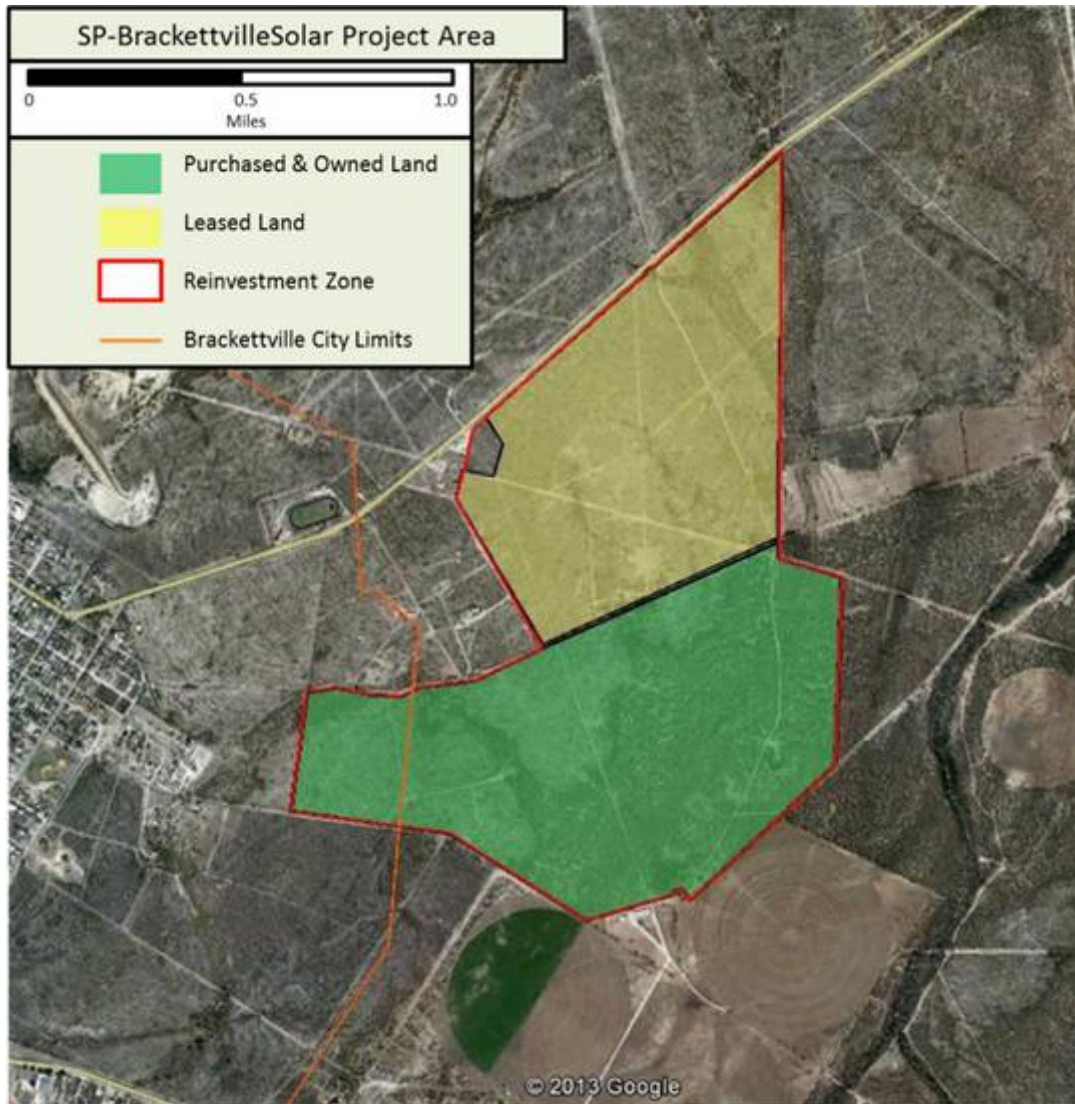 SP-BrackettvilleSolar Project Area
0 0.5 1.0
Miles
Purchased & Owned Land
Leased Land
Reinvestment Zone
Brackettville City Limits
© 2013 Google